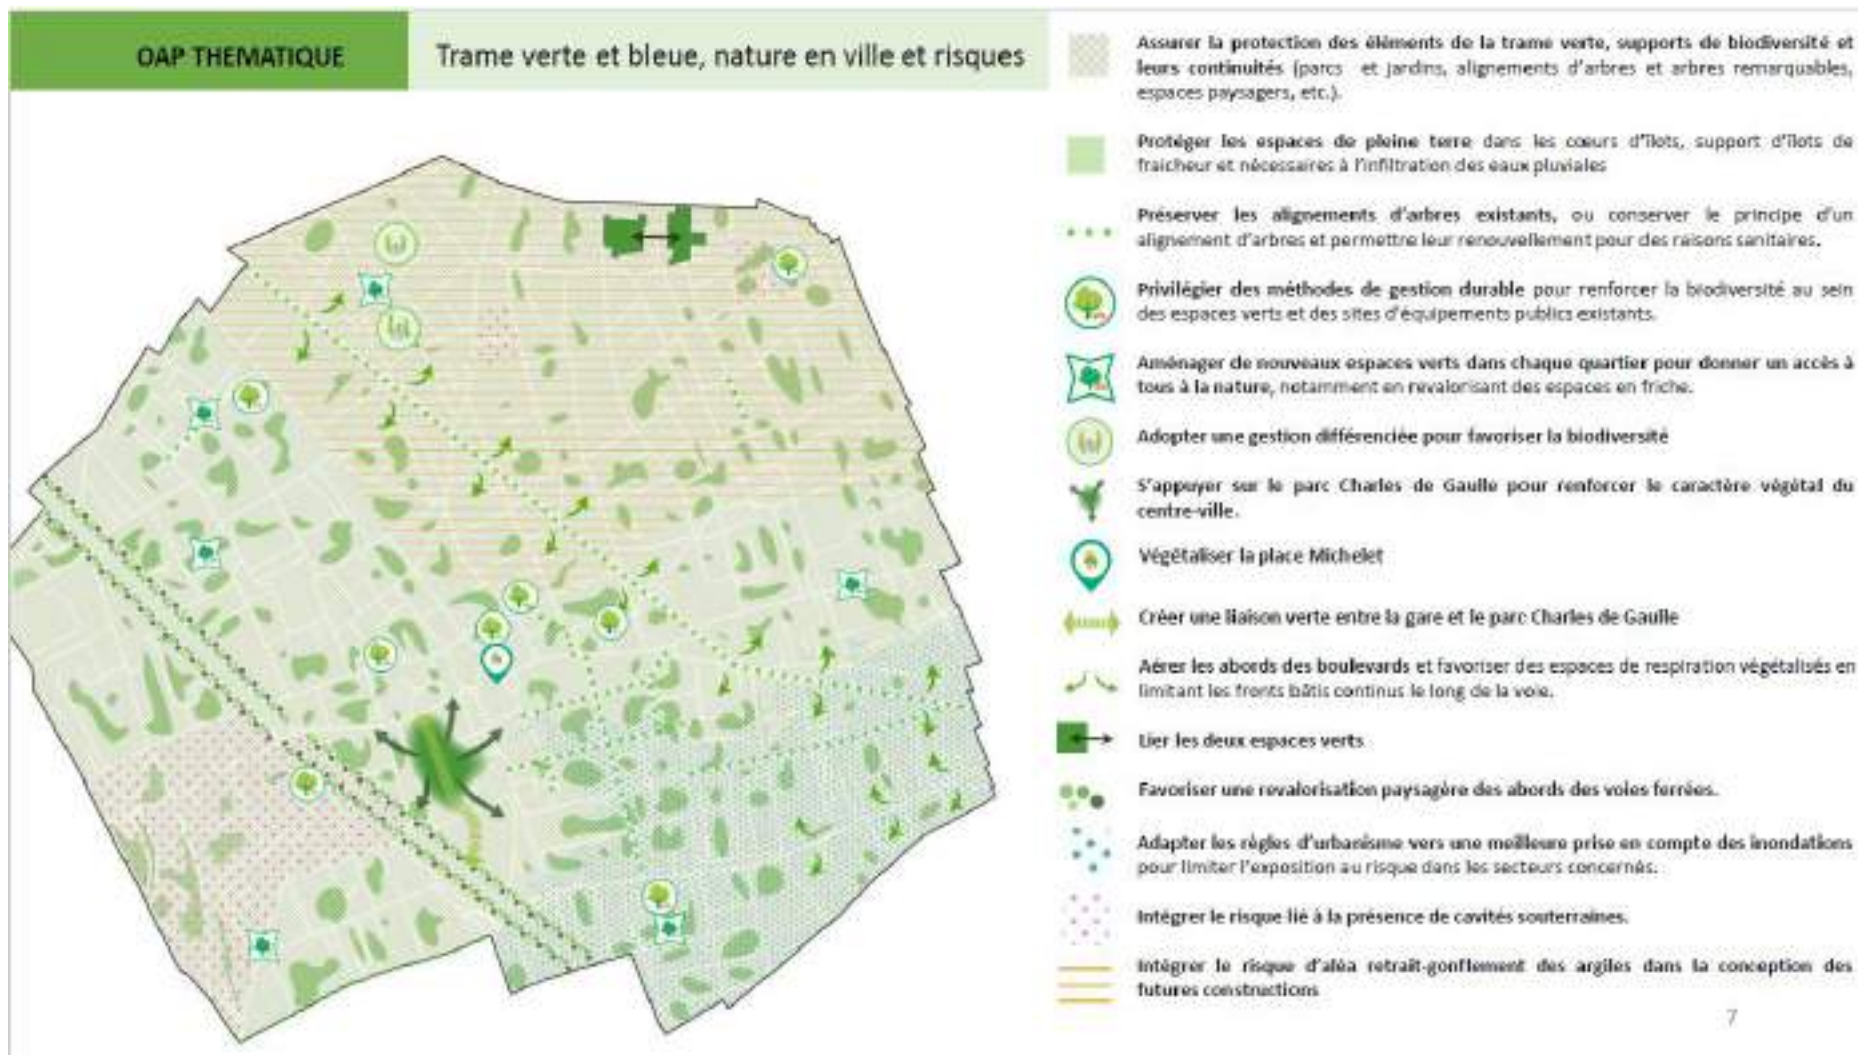 OAP THEMATIQUE
Trame verte et bleue, nature en ville et risques
Assurer la protection des éléments de la trame verte, supports de biodiversité et
leurs continuités (parcs et jardins, alignements d'arbres et arbres remarquables,
espaces paysagers, etc.).
Protéger les espaces de pleine terre dans les cœurs d'îlots, support d'îlots de
fraicheur et nécessaires à l'infiltration des eaux pluviales
Préserver les alignements d'arbres existants, ou conserver le principe d'un
alignement d'arbres et permettre leur renouvellement pour des raisons sanitaires.
Privilégier des méthodes de gestion durable pour renforcer la biodiversité au sein
des espaces verts et des sites d'équipements publics existants.
Aménager de nouveaux espaces verts dans chaque quartier pour donner un accès à
tous à la nature, notamment en revalorisant des espaces en friche.
Adopter une gestion différenciée pour favoriser la biodiversité
S'appuyer sur le parc Charles de Gaulle pour renforcer le caractère végétal du
centre-ville.
Végétaliser la place Michelet
Créer une liaison verte entre la gare et le parc Charles de Gaulle
Aérer les abords des boulevards et favoriser des espaces de respiration végétalisés en
limitant les fronts bâtis continus le long de la voie.
Lier les deux espaces verts
Favoriser une revalorisation paysagère des abords des voies ferrées.
Adapter les règles d'urbanisme vers une meilleure prise en compte des inondations
pour limiter l'exposition au risque dans les secteurs concernés.
Intégrer le risque lié à la présence de cavités souterraines.
Intégrer le risque d'aléa retrait-gonflement des argiles dans la conception des
futures constructions
7